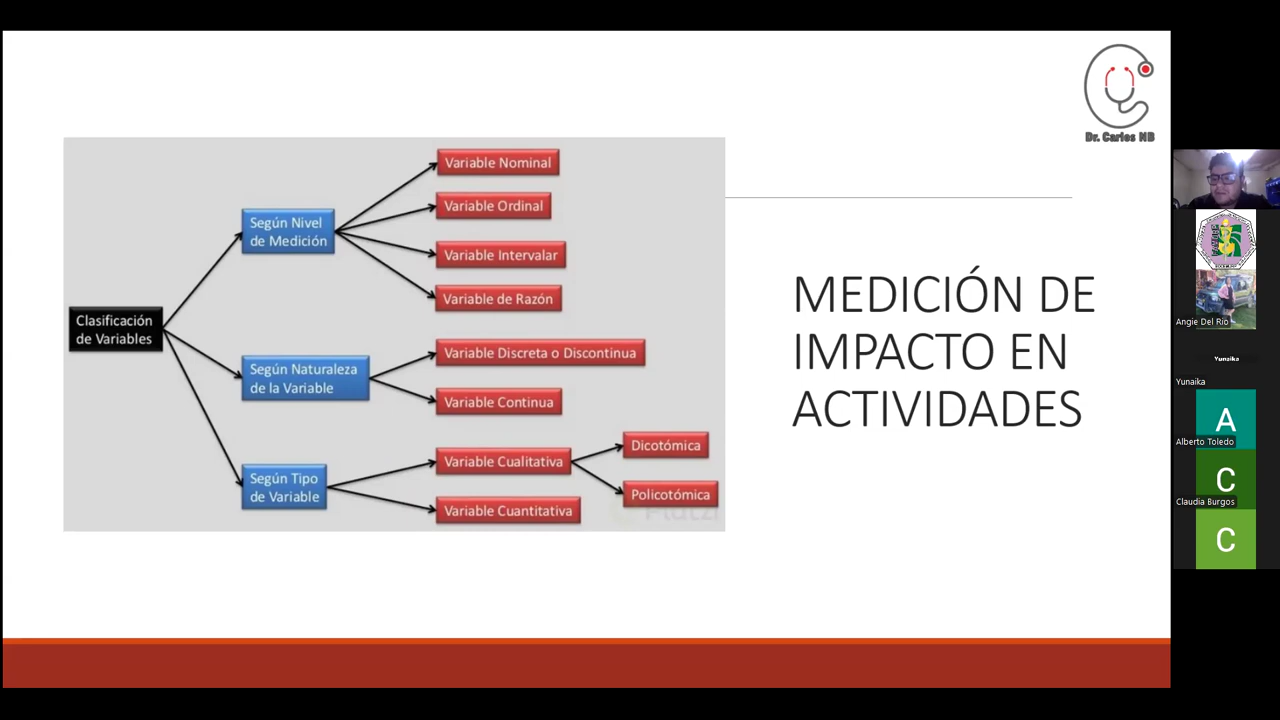 Dr. Carlos NB
Variable Nominal
Variable Ordinal
Según Nivel
de Medición
Variable Intervalar
Variable de Razón
Clasificación
de Variables
Variable Discreta o Discontinua
Según Naturaleza
de la Variable
Variable Continua
Dicotómica
Variable Cualitativa
Policotómica
Según Tipo
de Variable
Variable Cuantitativa
Platzi
MEDICIÓN DE
IMPACTO EN
ACTIVIDADES
Angie Del Río
Yunaika
Yunaika
A
Alberto Toledo
C
Claudia Burgos
C